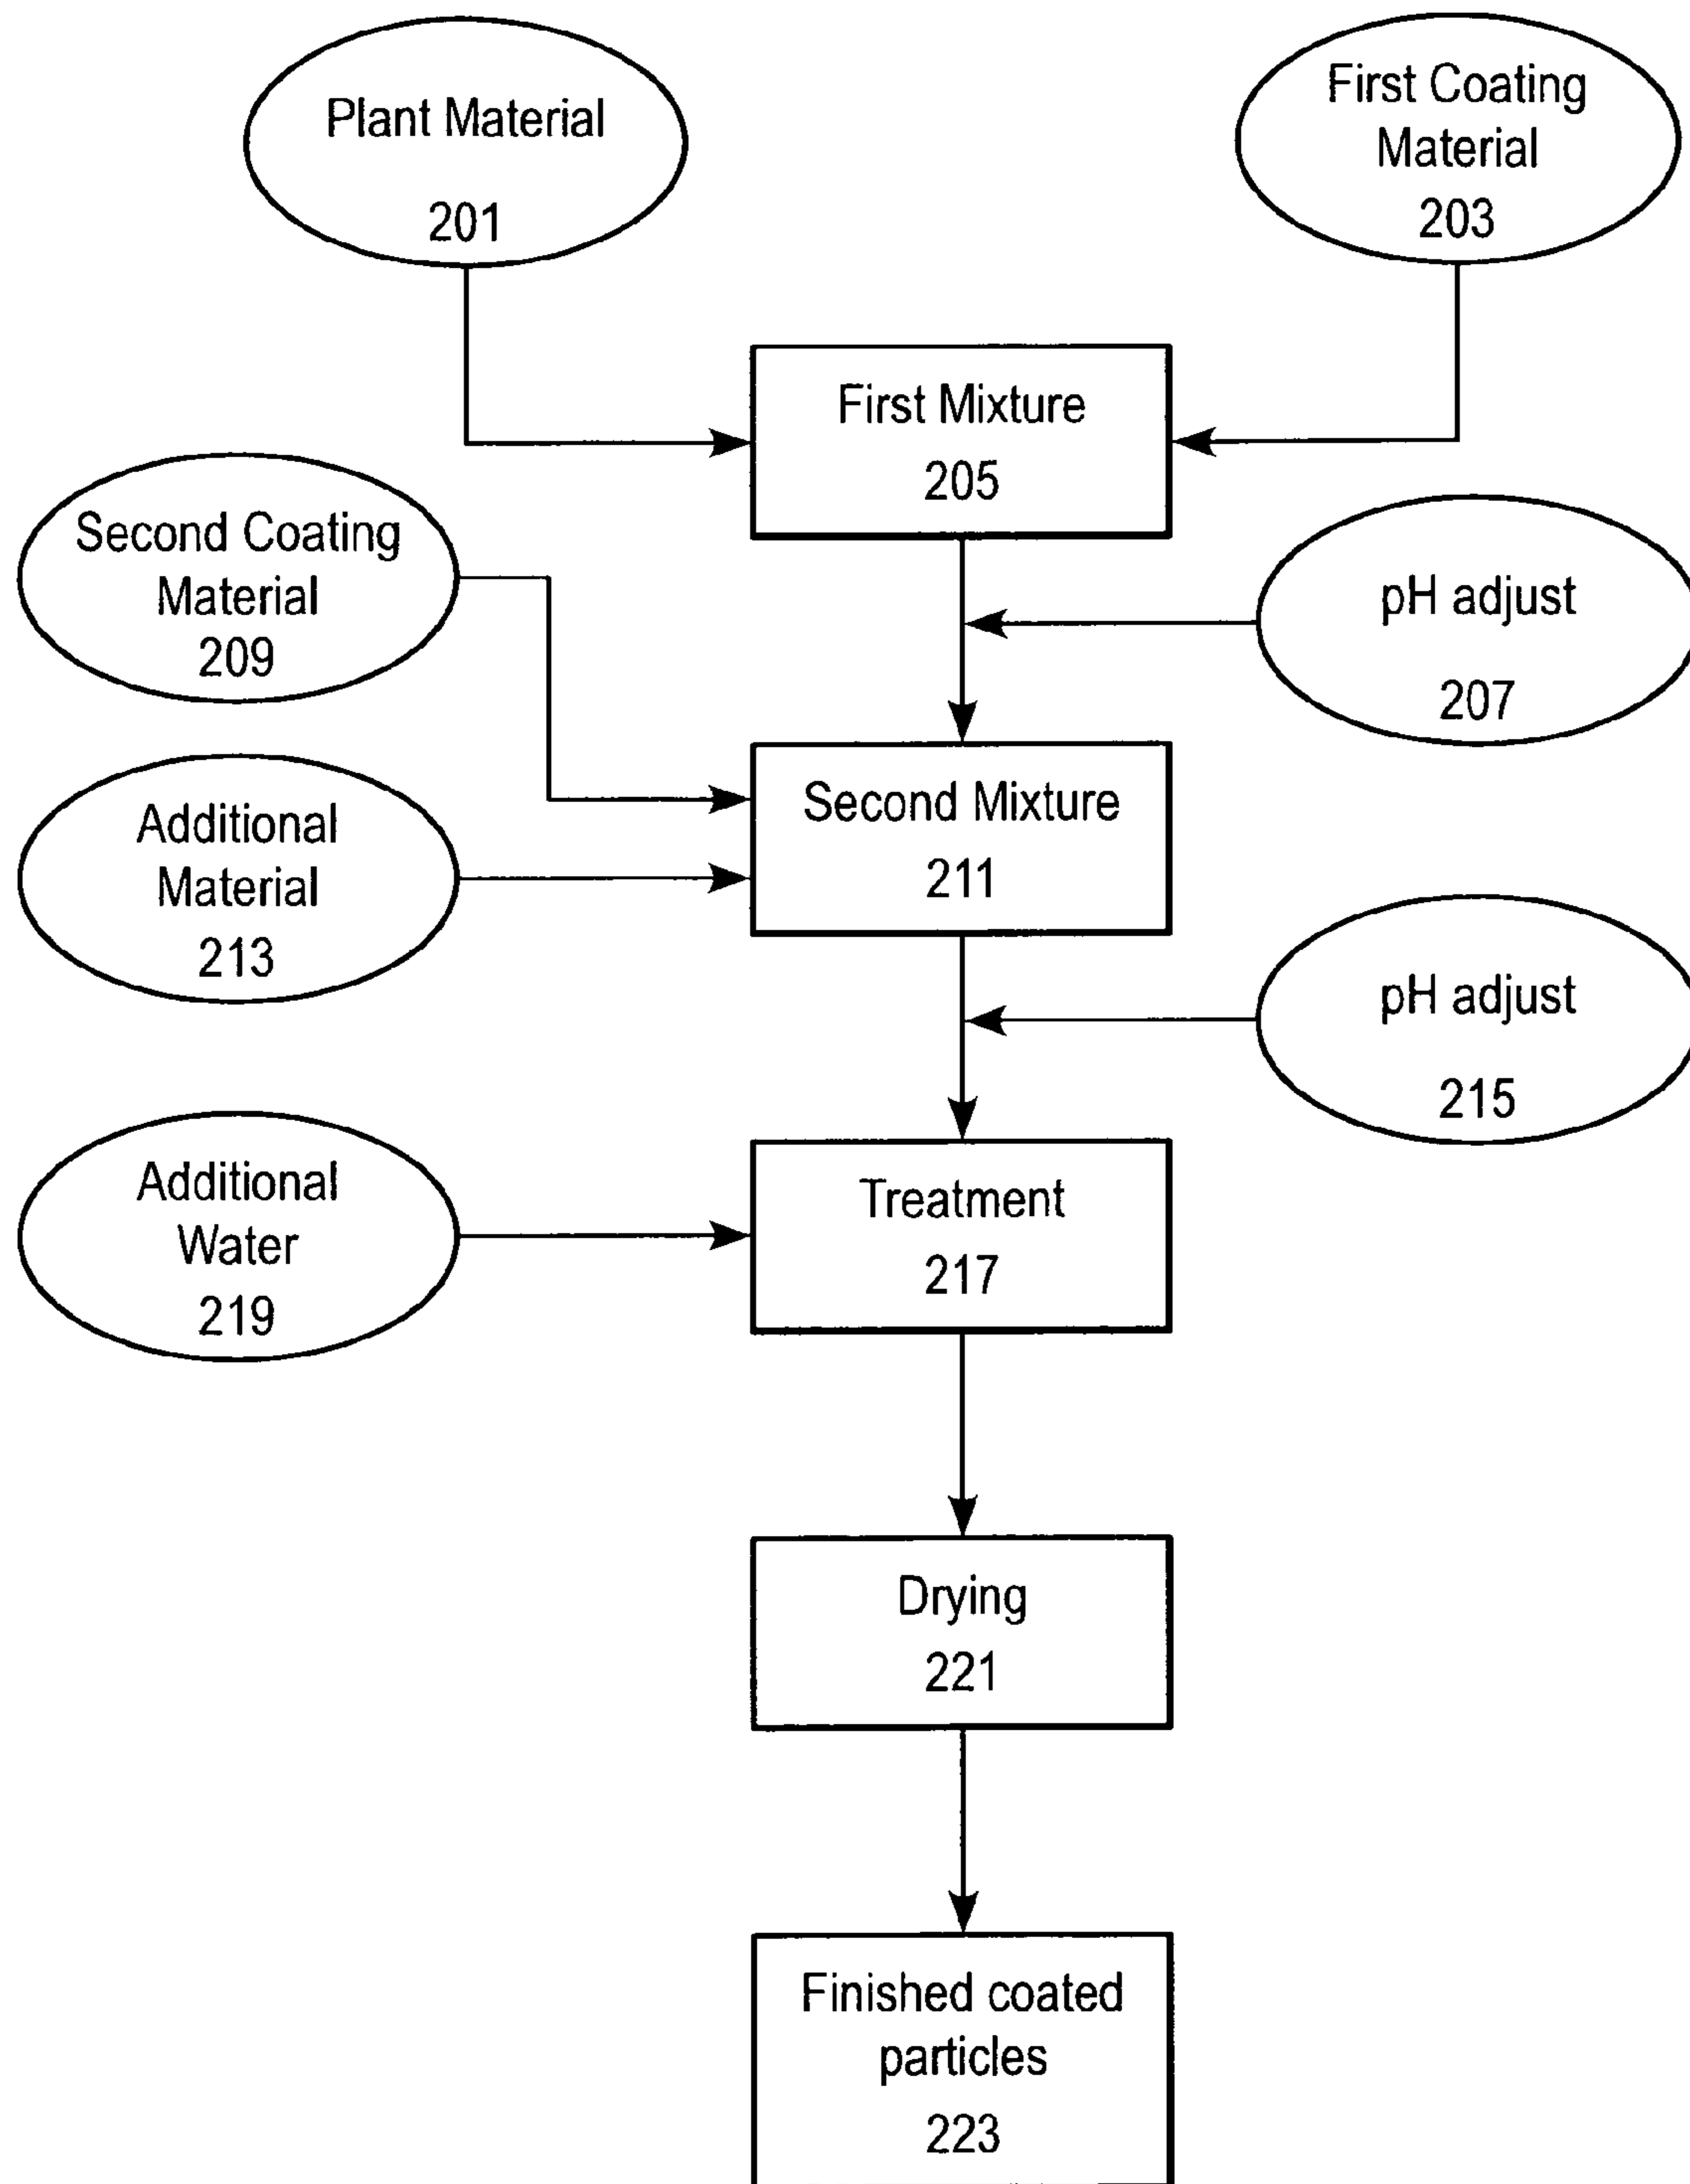 Plant Material
201
First Coating
Material
203
First Mixture
205
Second Coating
Material
209
pH adjust
207
Second Mixture
211
Additional
Material
213
pH adjust
215
Additional
Water
219
Treatment
217
Drying
221
Finished coated
particles
223